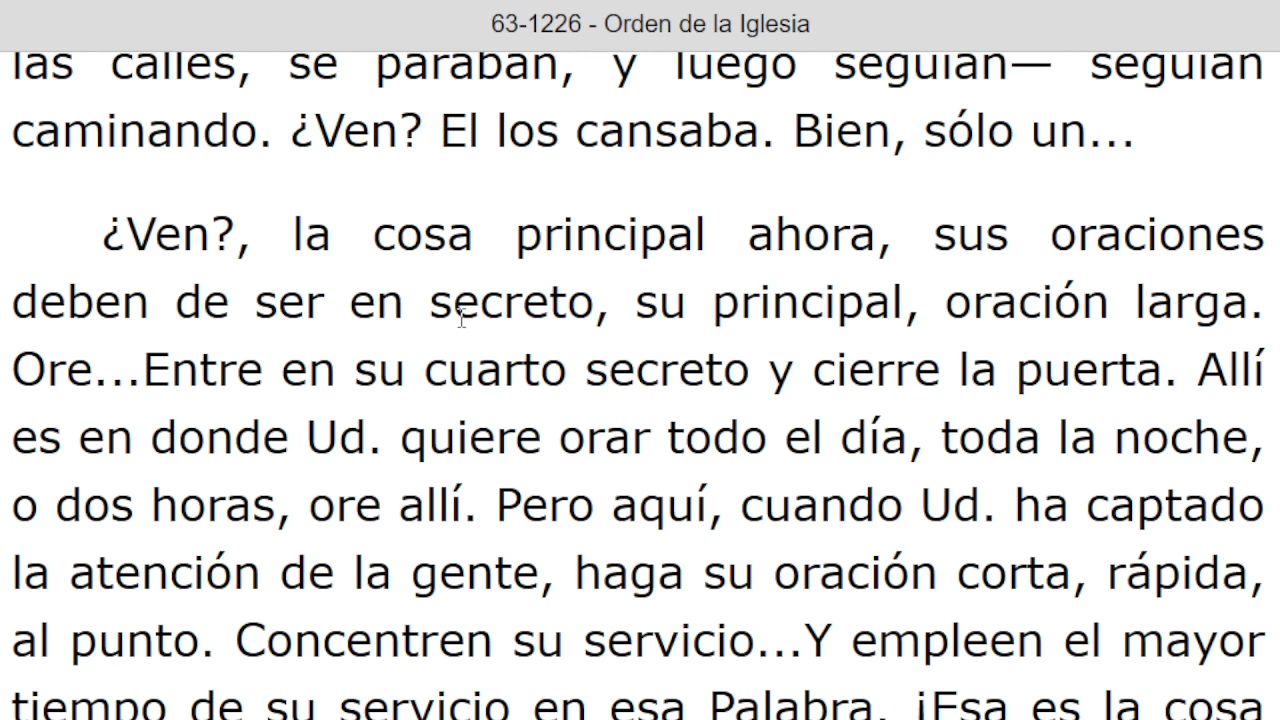 63-1226 - Orden de la Iglesia
las calles, se paraban, y luego seguían— seguían
caminando. ¿Ven? El los cansaba. Bien, sólo un…
¿Ven?, la cosa principal ahora, sus oraciones
deben de ser en secreto, su principal, oración larga.
Ore…Entre en su cuarto secreto y cierre la puerta. Allí
es en donde Ud. quiere orar todo el día, toda la noche,
o dos horas, ore allí. Pero aquí, cuando Ud. ha captado
la atención de la gente, haga su oración corta, rápida,
al punto. Concentren su servicio…Y empleen el mayor
tiempo de su servicio en esa Palabra. ¡Esa es la cosa